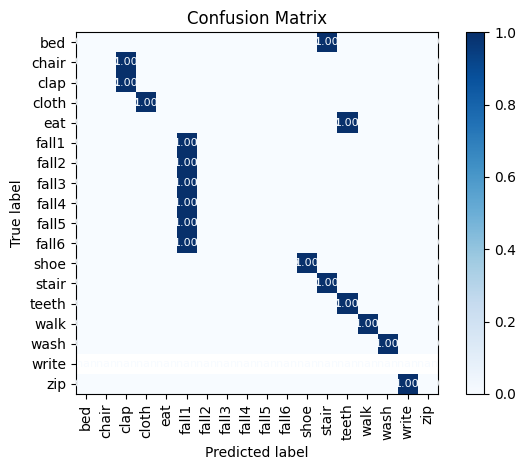 Confusion Matrix
True label
bed 1.00
chair 1.00
clap 1.00
cloth 1.00
eat 1.00
fall1 1.00
fall2 1.00
fall3 1.00
fall4 1.00
fall5 1.00
fall6 1.00
shoe 1.00
stair 1.00
teeth 1.00
walk 1.00
wash 1.00
write
zip 1.00
bed chair clap cloth eat fall1 fall2 fall3 fall4 fall5 fall6 shoe stair teeth walk wash write zip
Predicted label
1.0
0.8
0.6
0.4
0.2
0.0